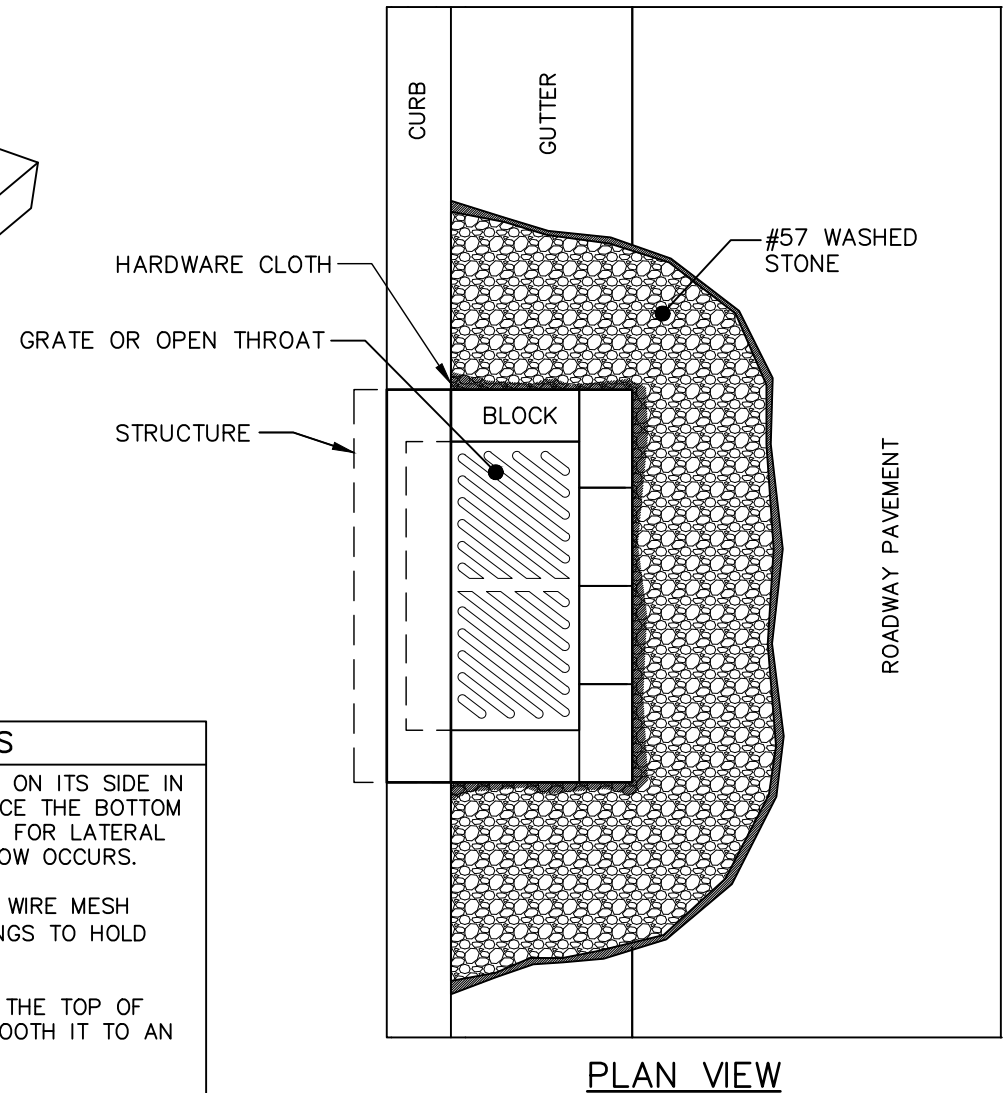 CURB
GUTTER
#57 WASHED
STONE
HARDWARE CLOTH
GRATE OR OPEN THROAT
BLOCK
STRUCTURE
ROADWAY PAVEMENT
S
ON ITS SIDE IN
CE THE BOTTOM
FOR LATERAL
OW OCCURS.
WIRE MESH
NGS TO HOLD
THE TOP OF
OOTH IT TO AN
PLAN VIEW